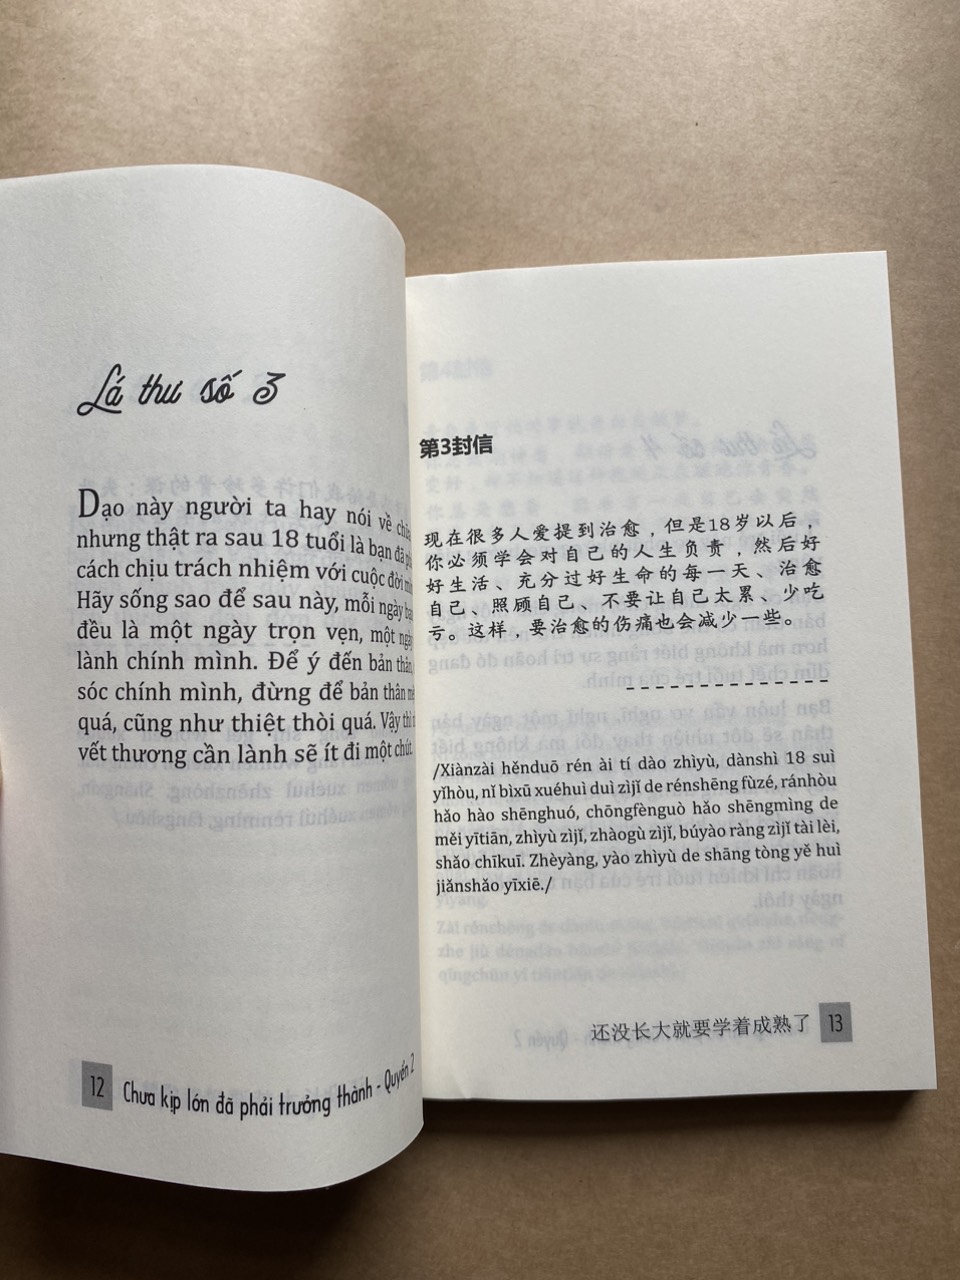 Lá thư số 3
Dạo này người ta hay nói về
nhưng thật ra sau 18 tuổi là bạn đã
cách chịu trách nhiệm với cuộc đời
Hãy sống sao để sau này, mỗi ngày
đều là một ngày trọn vẹn, một
lành chính mình. Để ý đến bản thân,
sóc chính mình, đừng để bản thân
quá, cũng như thiệt thòi quá. Vậy thì
vết thương cần lành sẽ ít đi một chút.
12 Chưa kịp lớn đã phải trưởng thành - Quyển 2
第3封信
现在很多人爱提到治愈，但是18岁以后，
你必须学会对自己的人生负责，然后好
好生活、充分过好生命的每一天、治愈
自己、照顾自己、不要让自己太累、少吃
亏。这样，要治愈的伤痛也会减少一些。
/Xiànzài hěnduō rén ài tí dào zhìyù, dànshì 18 suì
yǐhòu, nǐ bìxū xuéhuì duì zìjǐ de rénshēng fùzé, ránhòu
hǎo hào shēnghuó, chōngfènguò hǎo shēngmìng de
měi yītiān, zhìyù zìjǐ, zhàogù zìjǐ, búyào ràng zìjǐ tài lèi,
shǎo chīkuī. Zhèyàng, yào zhìyù de shāng tòng yě huì
jiǎnshǎo yīxiē./
还没长大就要学着成熟了 13